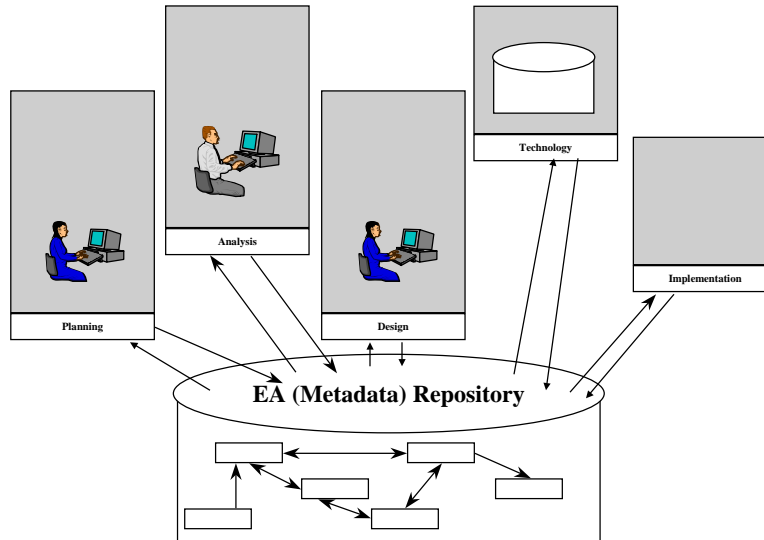 Technology
Analysis
Implementation
Planning
Design
EA (Metadata) Repository